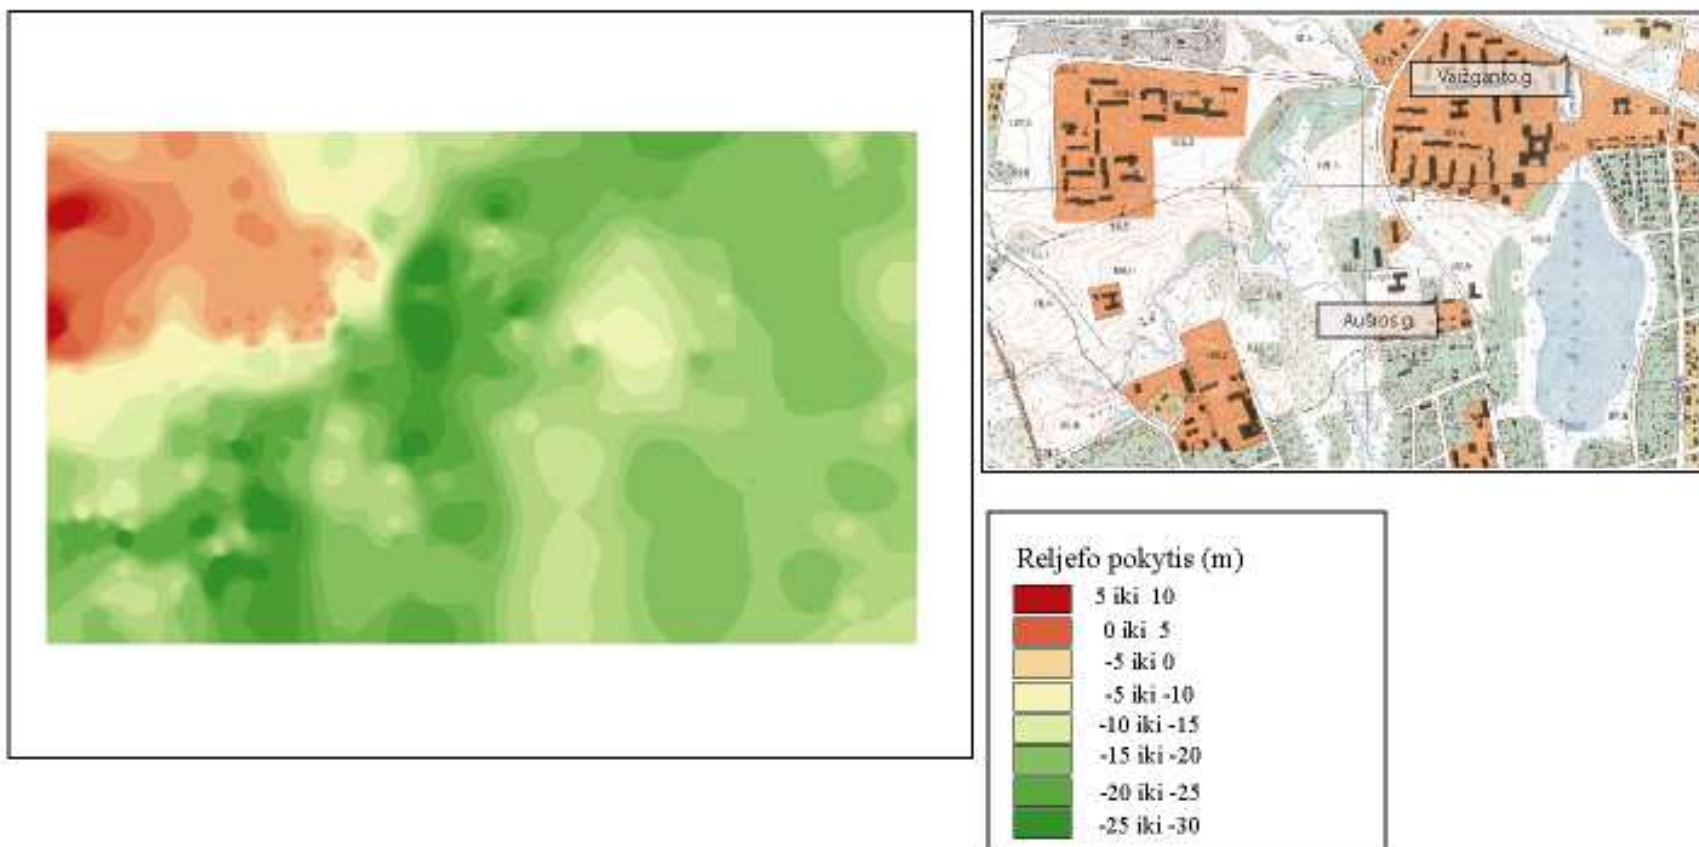 Vaižganto g.
Aušros g.
Reljefo pokytis (m)
5 iki 10
0 iki 5
-5 iki 0
-5 iki -10
-10 iki -15
-15 iki -20
-20 iki -25
-25 iki -30